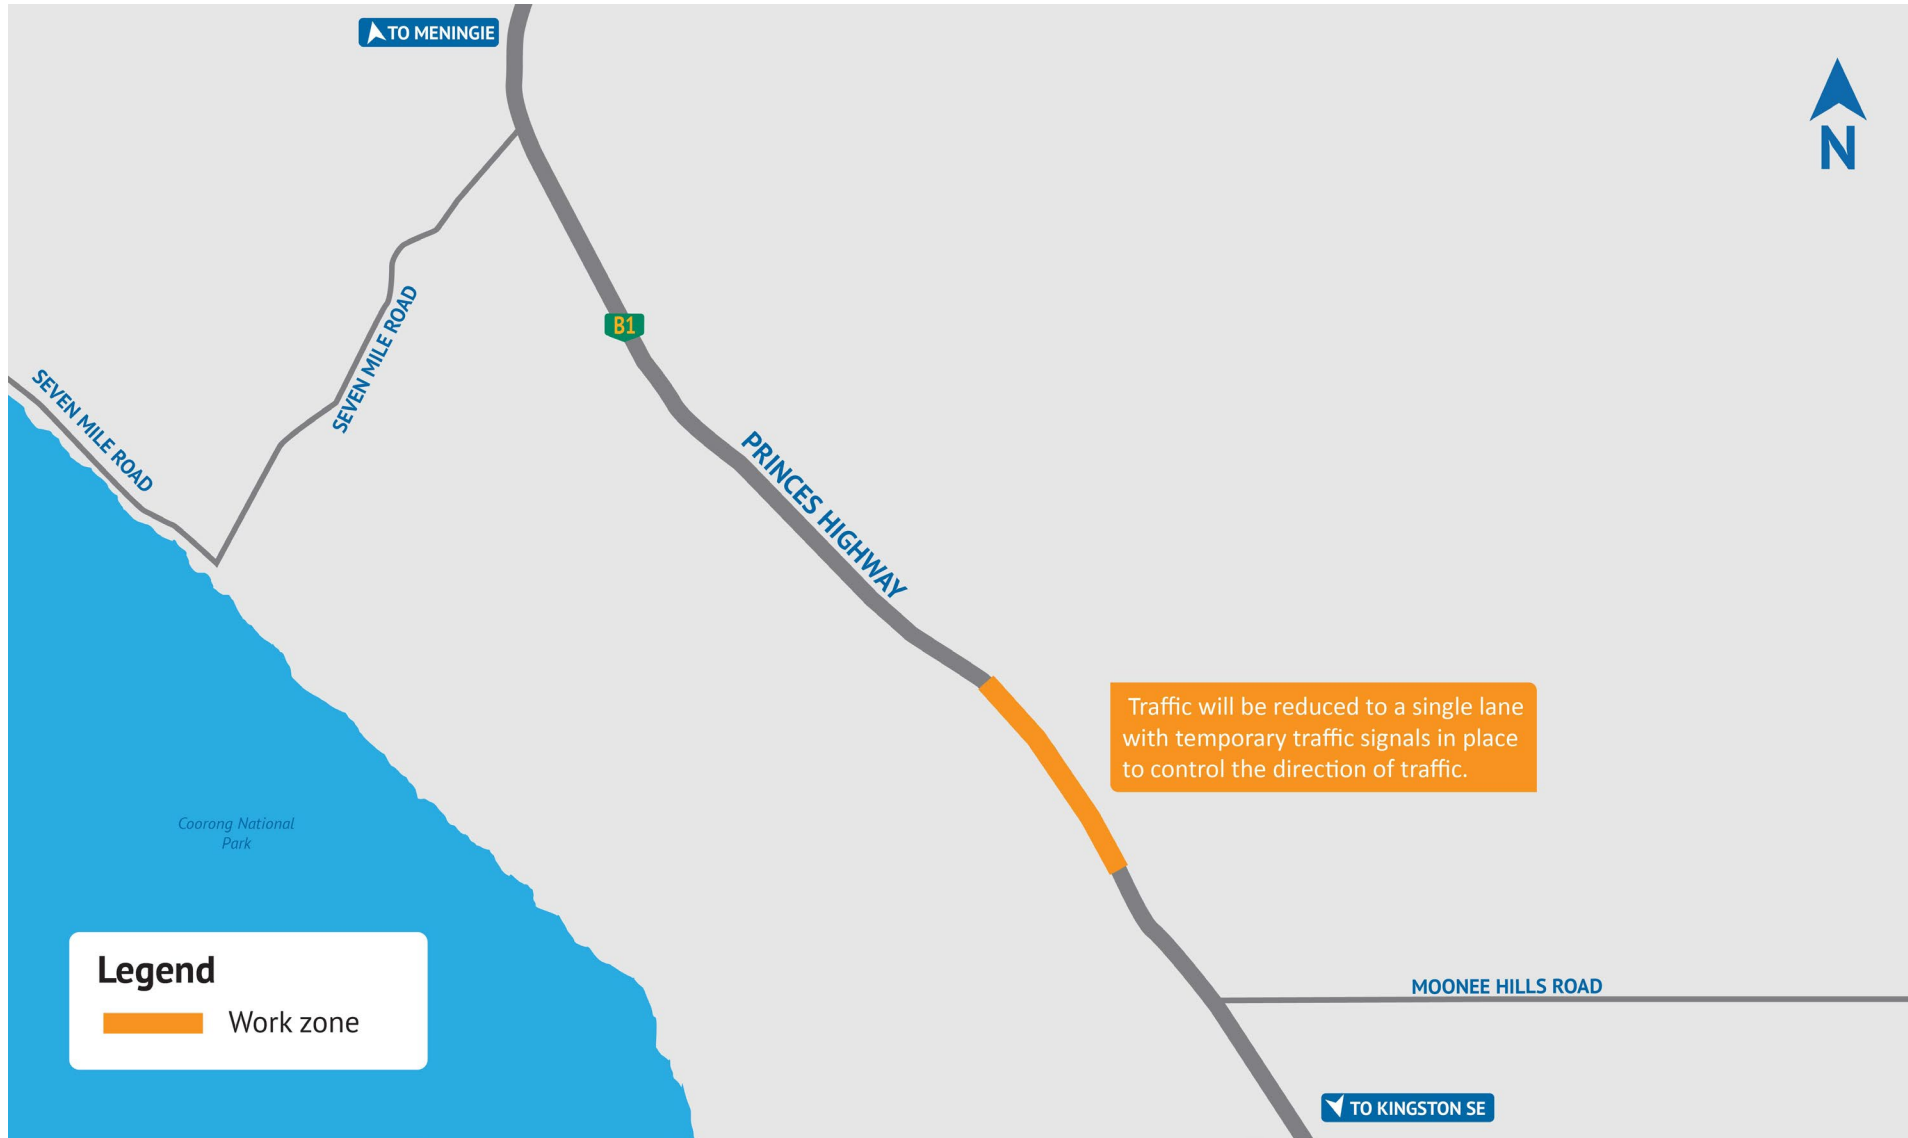 TO MENINGIE
N
SEVEN MILE ROAD
B1
SEVEN MILE ROAD
PRINCES HIGHWAY
Traffic will be reduced to a single lane
with temporary traffic signals in place
to control the direction of traffic.
Coorong National
Park
Legend
Work zone
MOONEE HILLS ROAD
TO KINGSTON SE